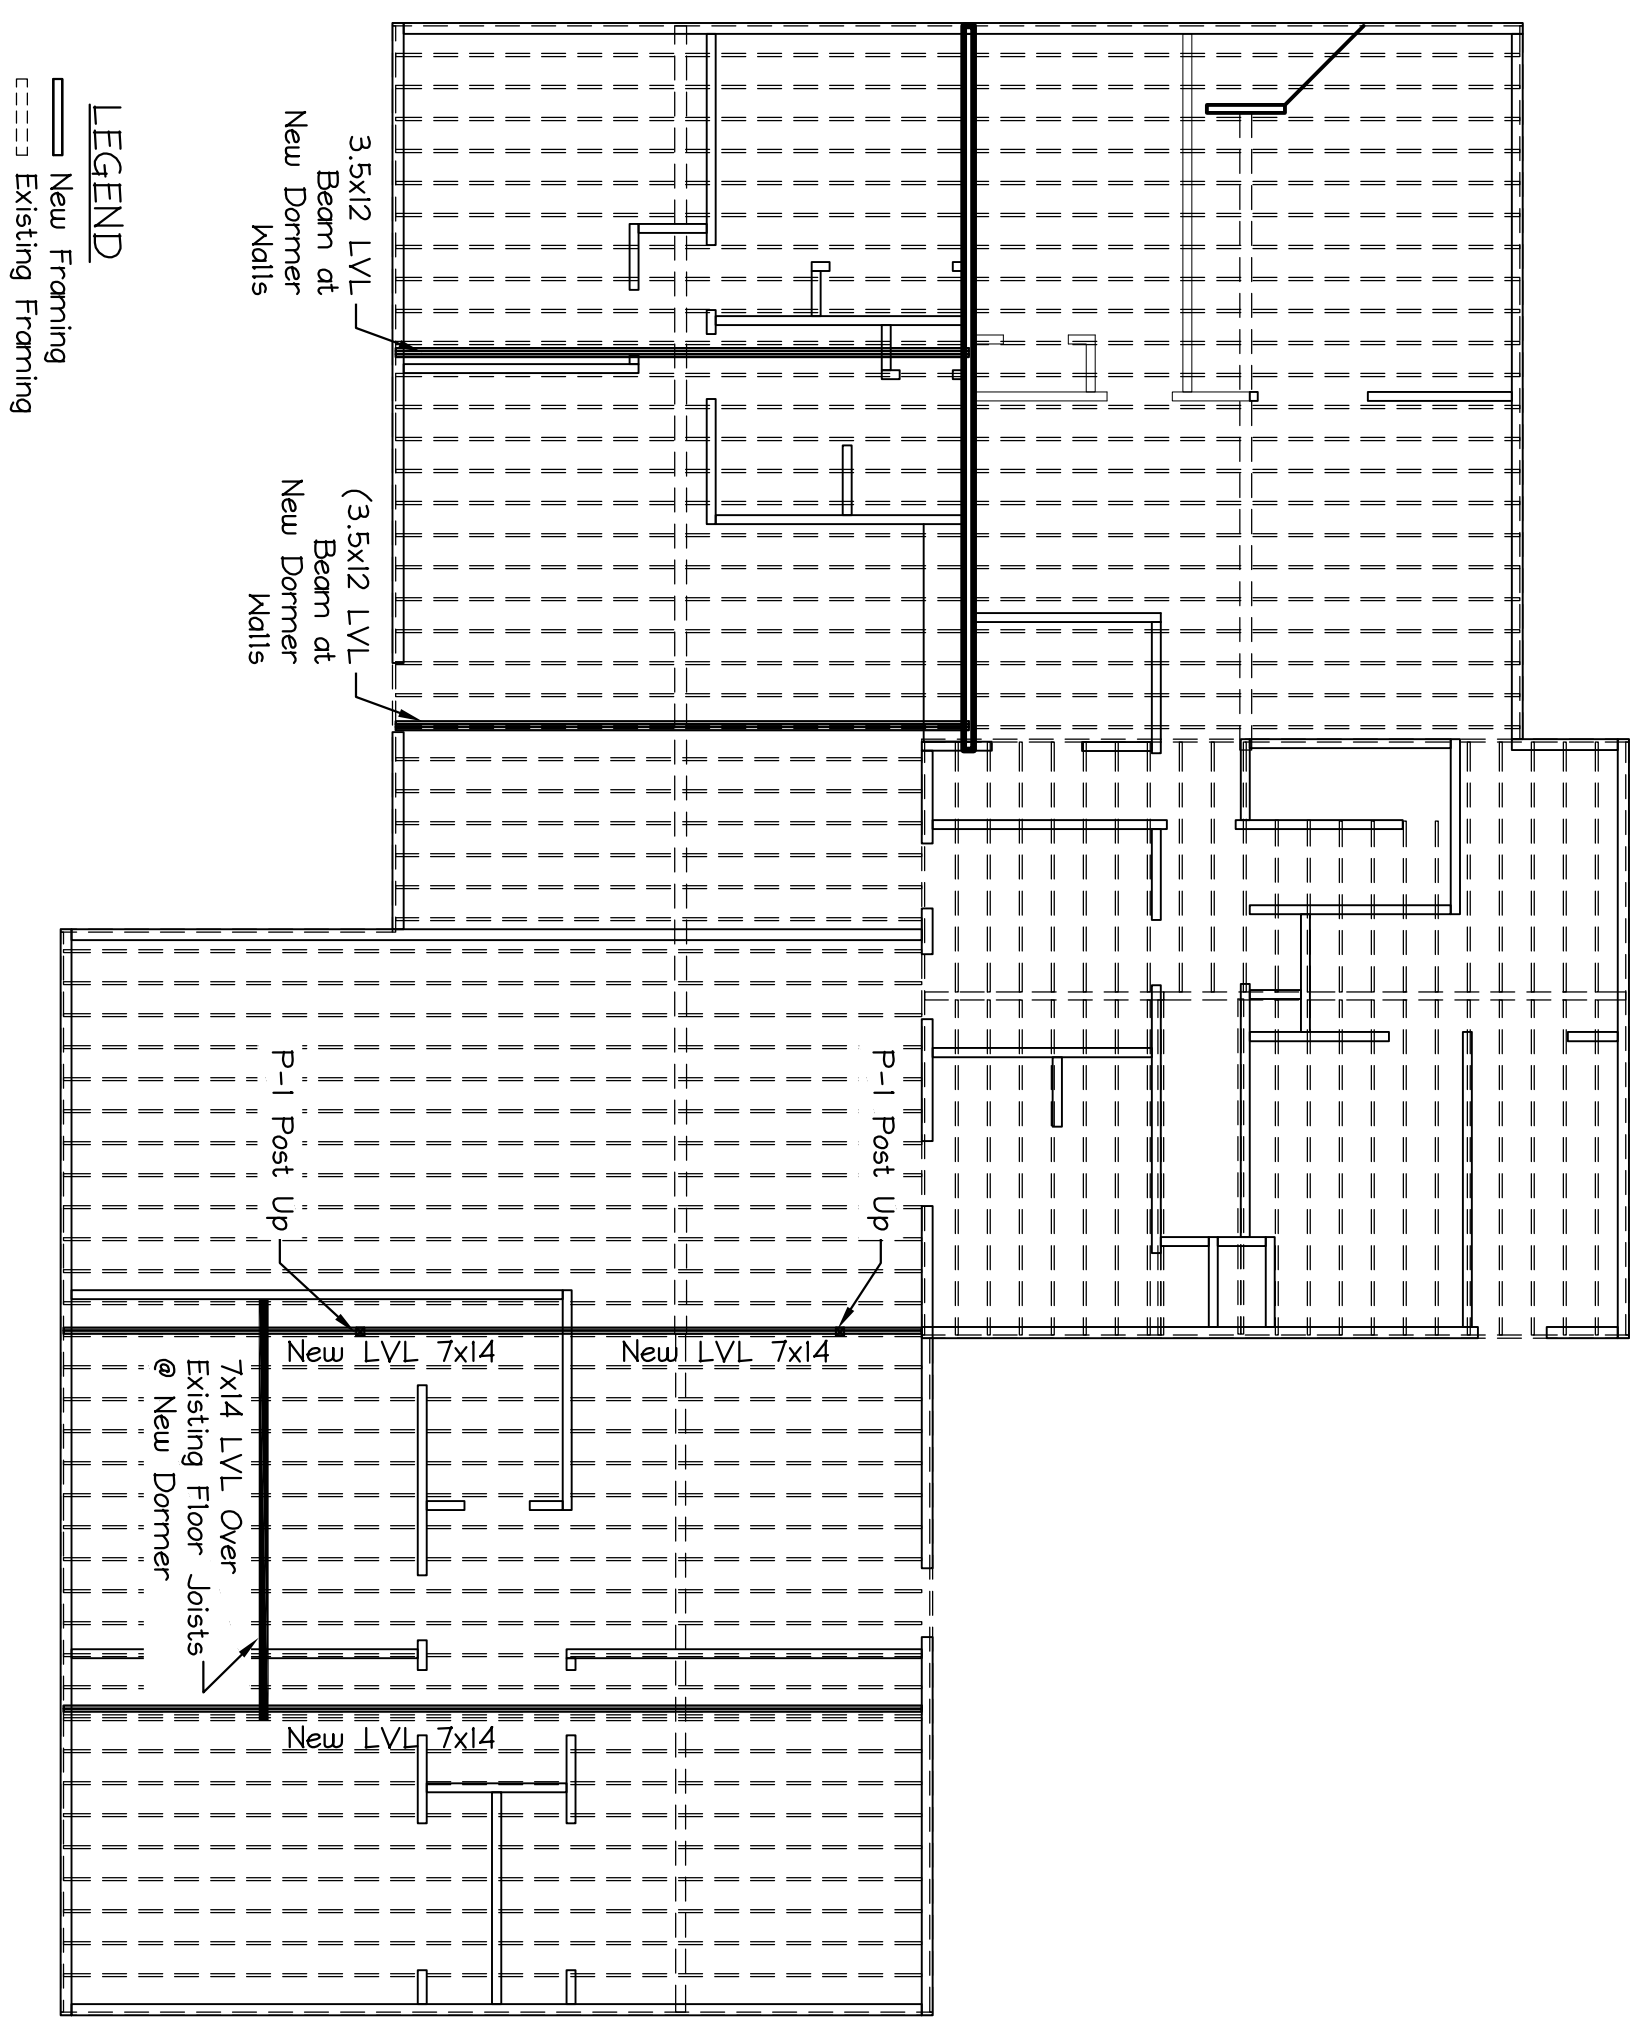 LEGEND
New Framing
Existing Framing
3.5x12 LVL
Beam at
New Dormer
Walls
(3.5x12 LVL
Beam at
New Dormer
Walls
P-1 Post Up
P-1 Post Up
New LVL 7x14
New LVL 7x14
7x14 LVL Over
Existing Floor Joists
@ New Dormer
New LVL 7x14